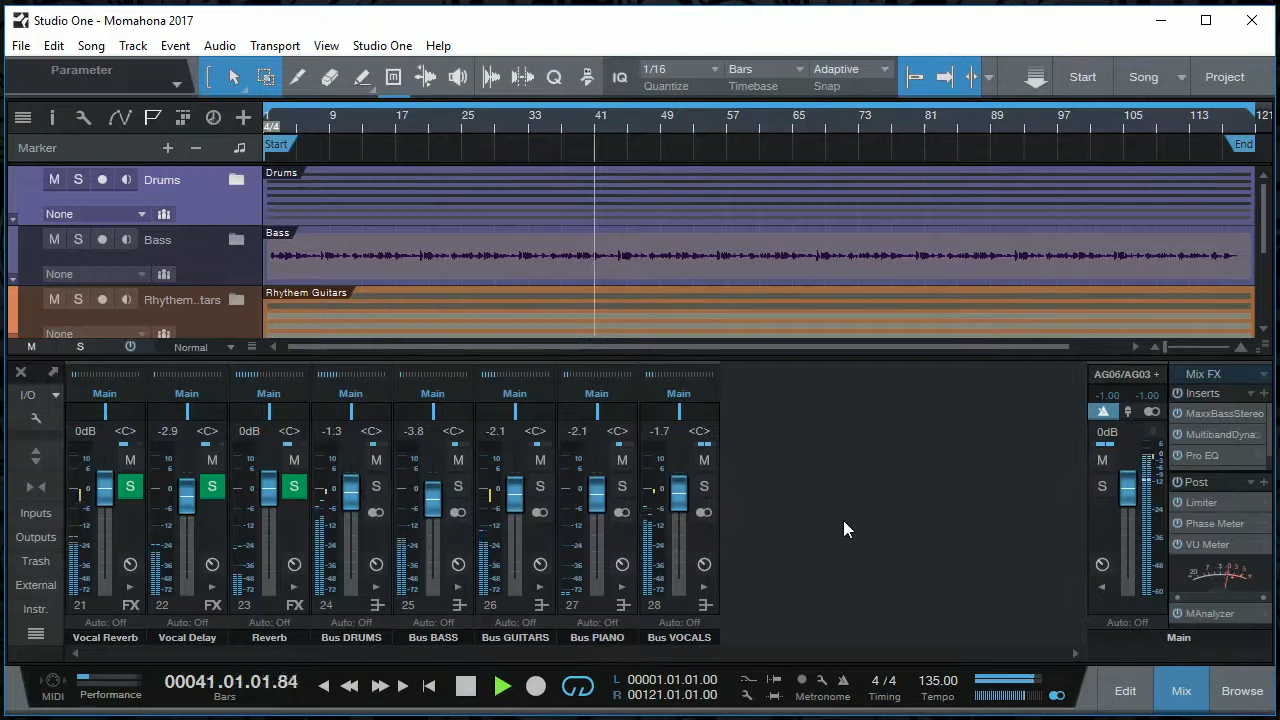 Studio One - Momahona 2017
File Edit Song Track Event Audio Transport View Studio One Help
Parameter
IQ 1/16 Bars Adaptive Start Song Project
Quantize Timebase Snap
9 17 25 33 41 49 57 65 73 81 89 97 105 113 121
4/4
Marker Start End
M S Drums Drums
None
M S Bass Bass
None
M S Rhythem..tars Rhythem Guitars
None
M S Normal
I/O Main Main Main Main Main Main Main Main AG06/AG03 + Mix FX
-1.00 -1.00 Inserts
0dB <C> -2.9 <C> 0dB <C> -1.3 <C> -3.8 <C> -2.1 <C> -2.1 <C> -1.7 <C> 0dB MaxxBassStereo
MultibandDyna..
M M M M M M M M M Pro EQ
S S S S S S S S S Post
Inputs Limiter
Outputs Phase Meter
Trash VU Meter
External
Instr.
21 FX 22 FX 23 FX 24 25 26 27 28 MAnalyzer
Auto: Off Auto: Off Auto: Off Auto: Off Auto: Off Auto: Off Auto: Off Auto: Off Auto: Off
Vocal Reverb Vocal Delay Reverb Bus DRUMS Bus BASS Bus GUITARS Bus PIANO Bus VOCALS Main
MIDI Performance 00041.01.01.84 L 00001.01.01.00 4 / 4 135.00 Edit Mix Browse
Bars R 00121.01.01.00 Metronome Timing Tempo